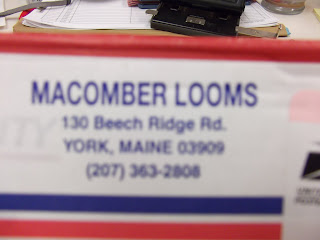 MACOMBER LOOMS
130 Beech Ridge Rd.
YORK, MAINE 03909
(207) 363-2808